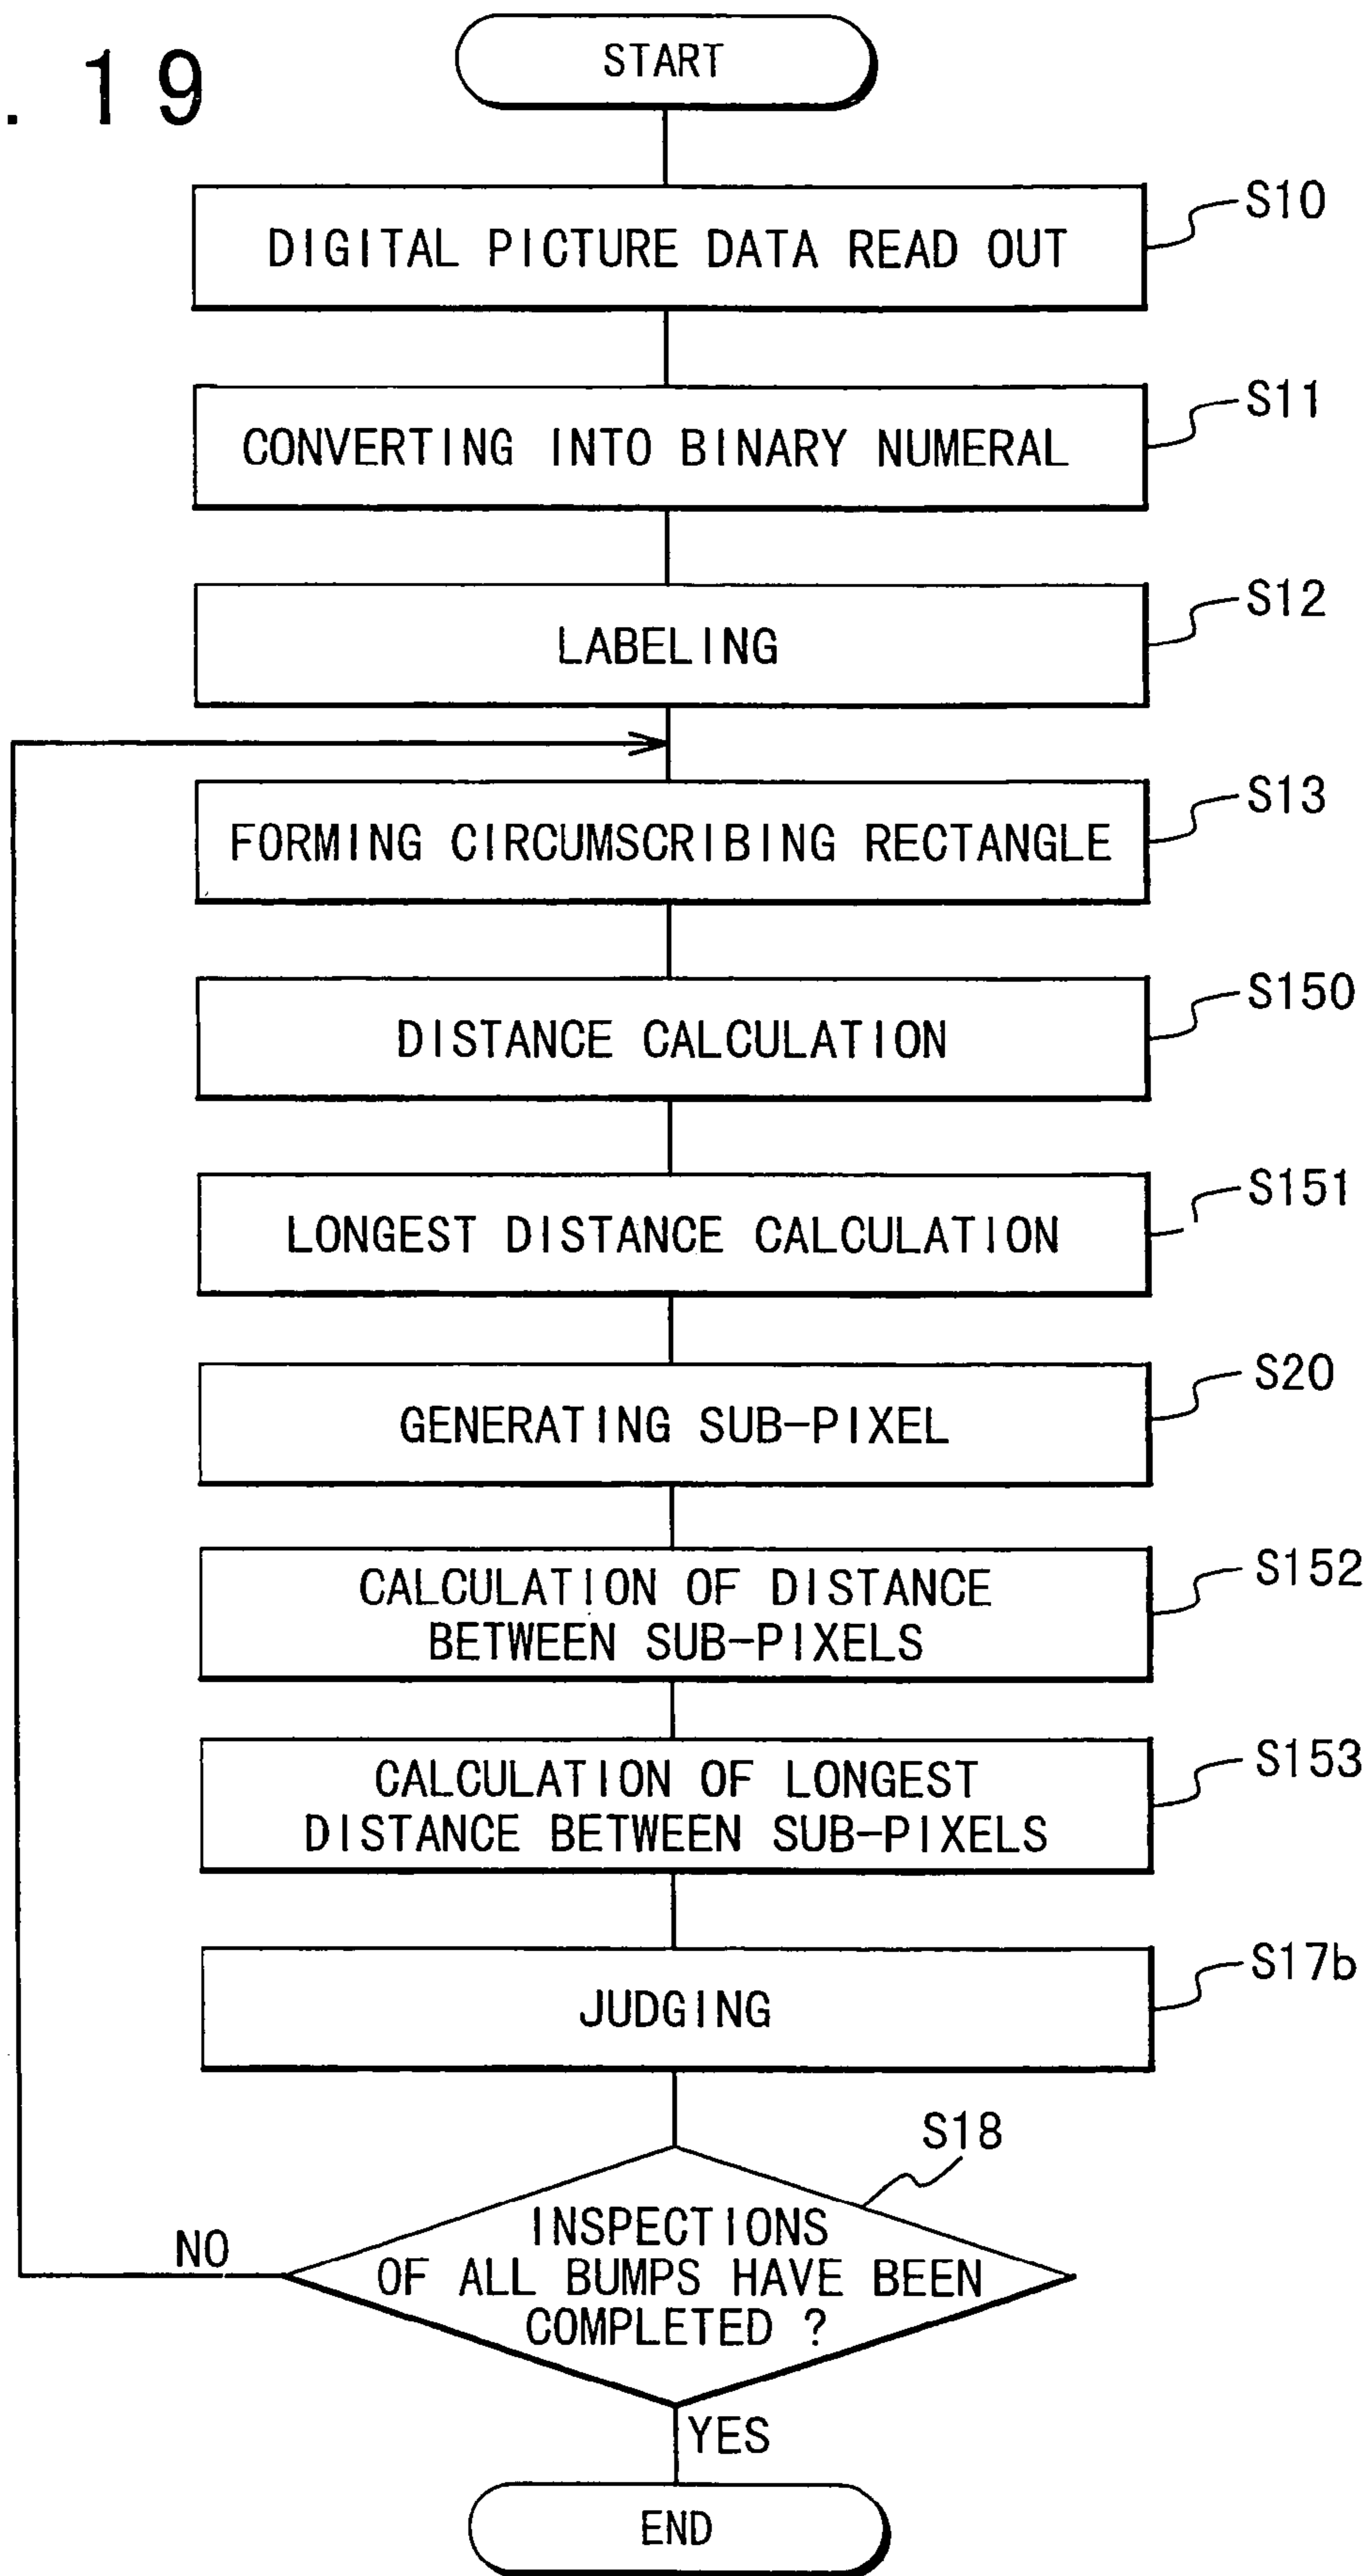 . 19
START
DIGITAL PICTURE DATA READ OUT
S10
CONVERTING INTO BINARY NUMERAL
S11
LABELING
S12
FORMING CIRCUMSCRIBING RECTANGLE
S13
DISTANCE CALCULATION
S150
LONGEST DISTANCE CALCULATION
S151
GENERATING SUB-PIXEL
S20
CALCULATION OF DISTANCE
BETWEEN SUB-PIXELS
S152
CALCULATION OF LONGEST
DISTANCE BETWEEN SUB-PIXELS
S153
JUDGING
S17b
S18
INSPECTIONS
OF ALL BUMPS HAVE BEEN
COMPLETED ?
NO
YES
END